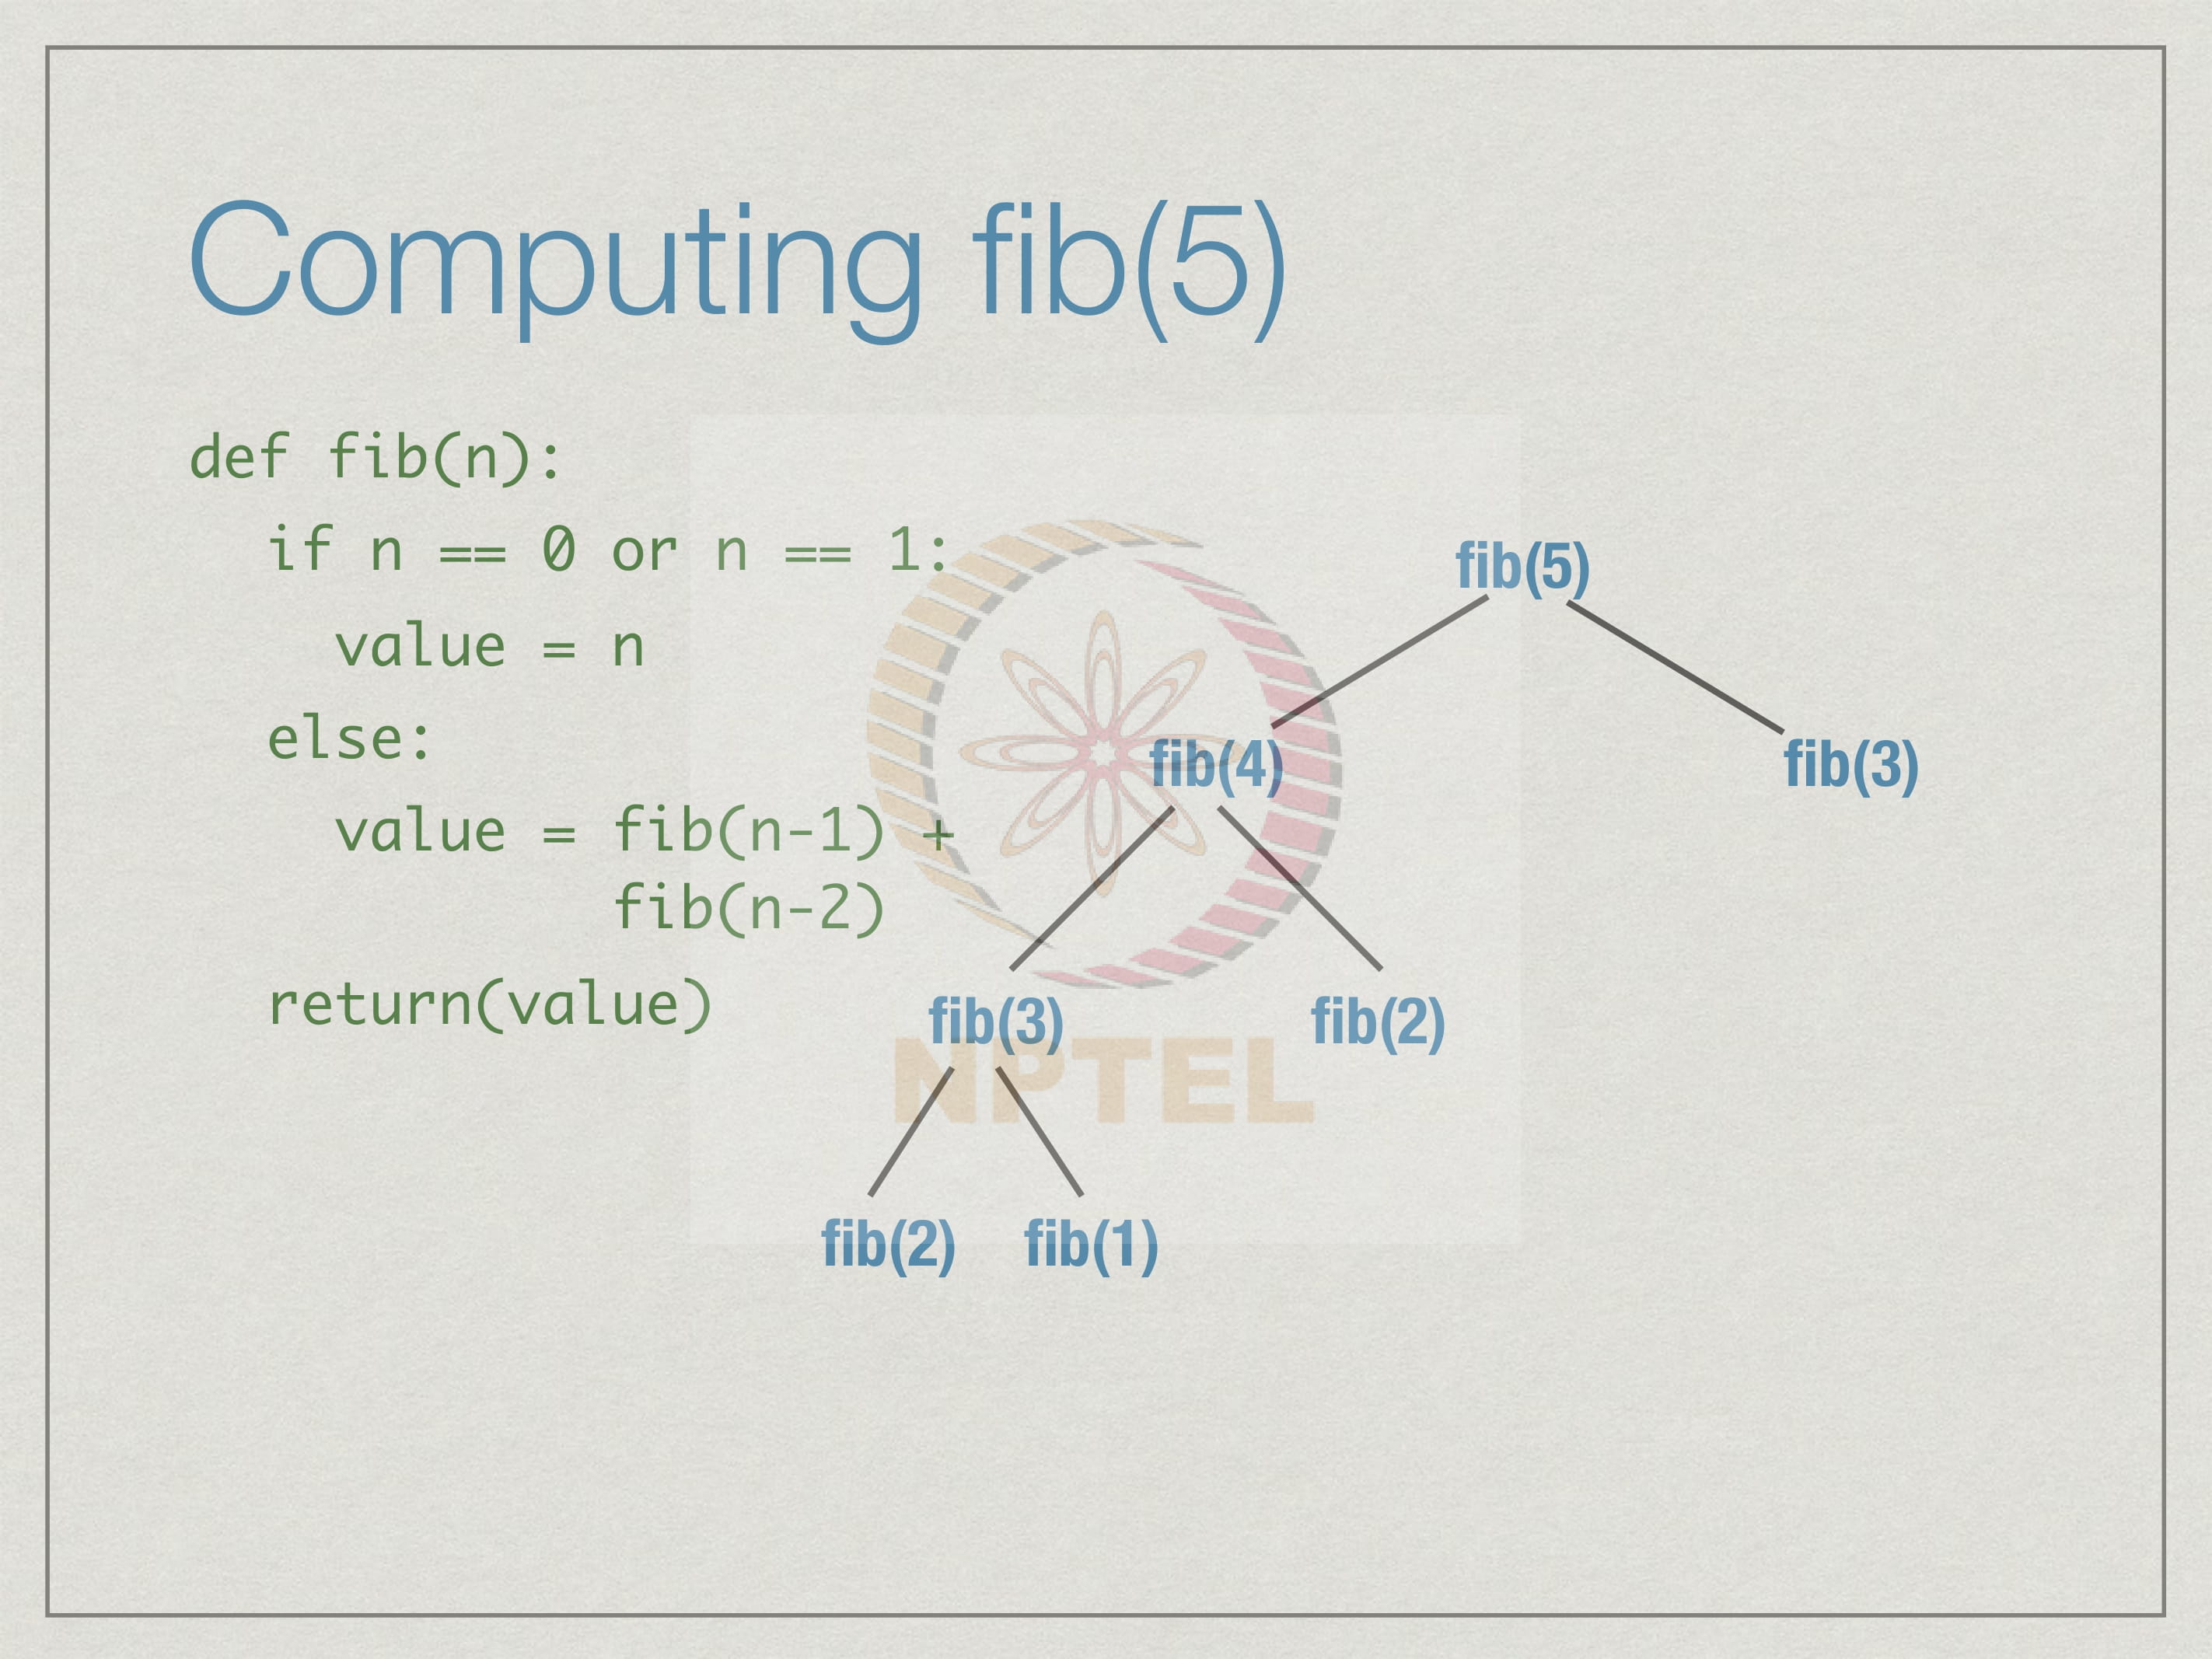 Computing fib(5)
def fib(n):
if n == 0 or n == 1:
value = n
else:
value = fib(n-1) +
fib(n-2)
return(value)
fib(5)
fib(4)
fib(3)
fib(3)
fib(2)
fib(2)
fib(1)
NPTEL